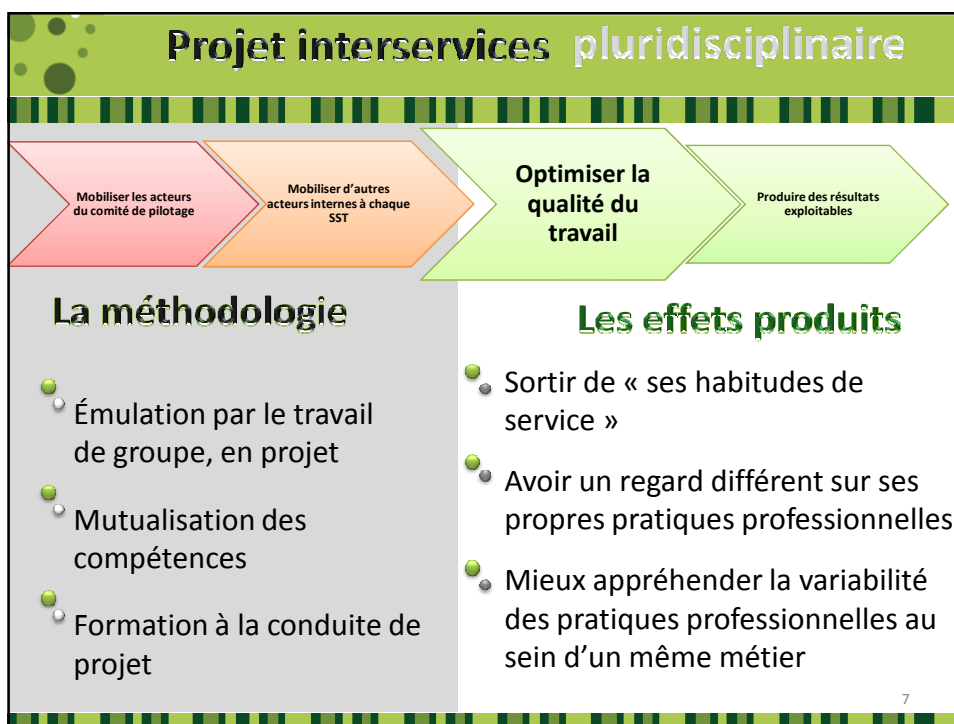 Projet interservices pluridisciplinaire
Mobiliser les acteurs
du comité de pilotage
Mobiliser d'autres
acteurs internes à chaque
SST
Optimiser la
qualité du
travail
Produire des résultats
exploitables
La méthodologie
Émulation par le travail
de groupe, en projet
Mutualisation des
compétences
Formation à la conduite de
projet
Les effets produits
Sortir de « ses habitudes de
service »
Avoir un regard différent sur ses
propres pratiques professionnelles
Mieux appréhender la variabilité
des pratiques professionnelles au
sein d'un même métier
7